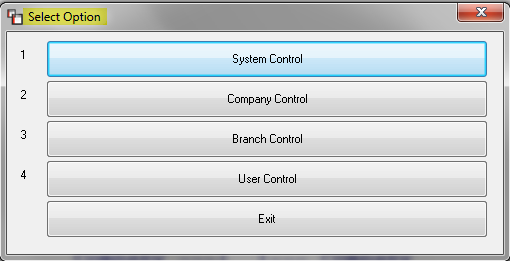 Select Option
1 System Control
2 Company Control
3 Branch Control
4 User Control
Exit